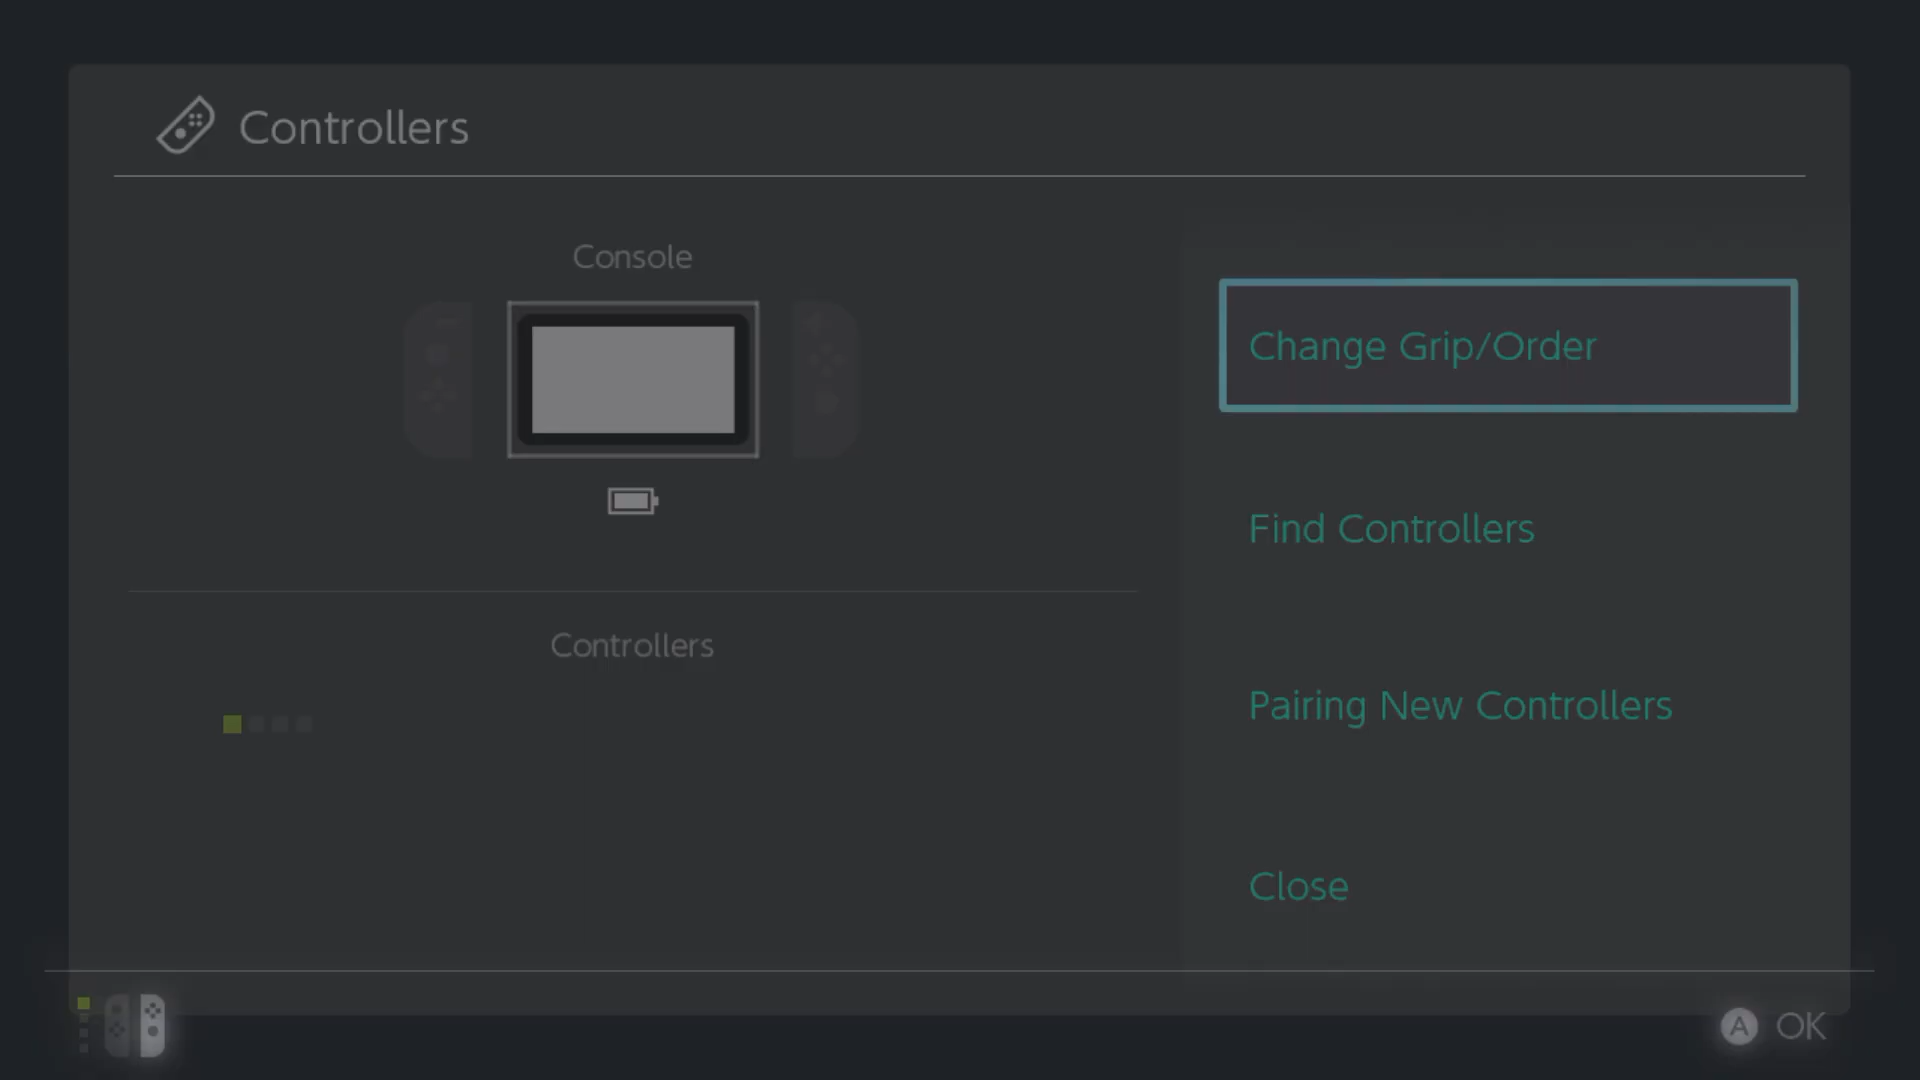 Controllers
Console
Controllers
Change Grip/Order
Find Controllers
Pairing New Controllers
Close
A OK